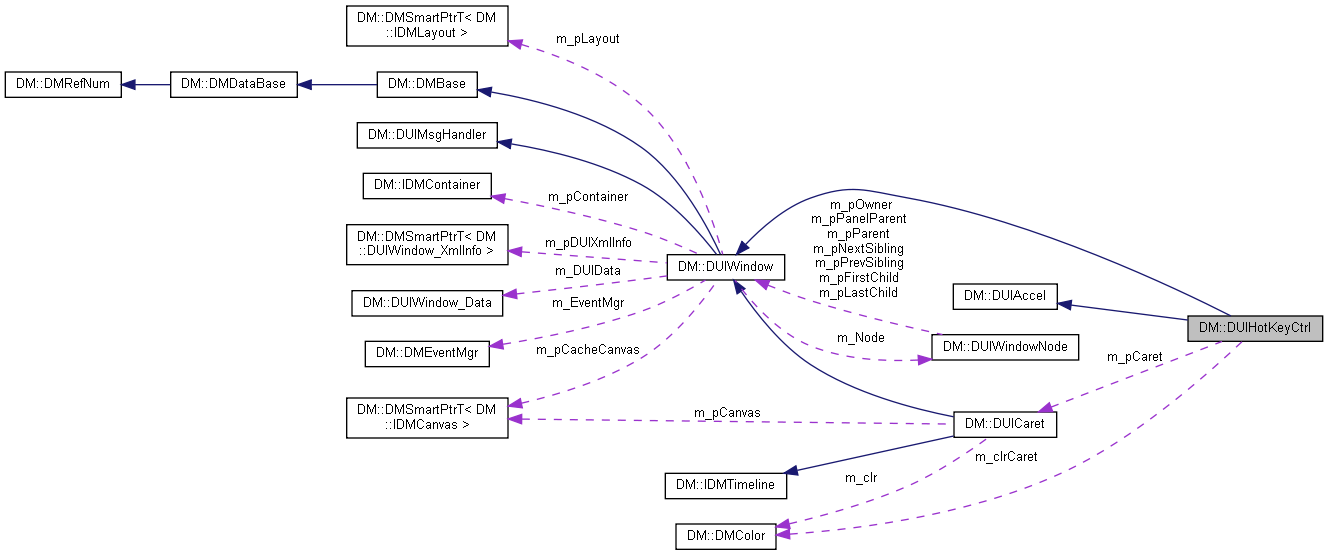 DM::DMSmartPtrT< DM
::IDMLayout >
m_pLayout
DM::DMRefNum
DM::DMDataBase
DM::DMBase
DM::DUIMsgHandler
DM::IDMContainer
m_pContainer
DM::DMSmartPtrT< DM
::DUIWindow_XmlInfo >
m_pDUIXmlInfo
m_DUIData
DM::DUIWindow_Data
m_EventMgr
DM::DMEventMgr
m_pCacheCanvas
DM::DMSmartPtrT< DM
::IDMCanvas >
DM::DUIWindow
m_pOwner
m_pPanelParent
m_pParent
m_pNextSibling
m_pPrevSibling
m_pFirstChild
m_pLastChild
m_Node
DM::DUIWindowNode
DM::DUIAccel
DM::DUIHotKeyCtrl
m_pCaret
m_pCanvas
DM::DUICaret
m_clrCaret
DM::IDMTimeline
m_clr
DM::DMColor